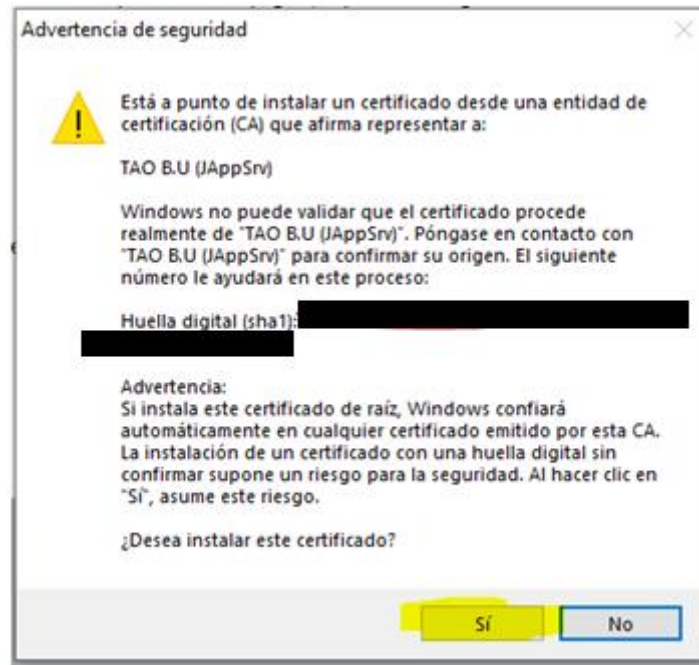 Advertencia de seguridad
Está a punto de instalar un certificado desde una entidad de
certificación (CA) que afirma representar a:
TAO B.U (JAppSrv)
Windows no puede validar que el certificado procede
realmente de "TAO B.U (JAppSrv)". Póngase en contacto con
"TAO B.U (JAppSrv)" para confirmar su origen. El siguiente
número le ayudará en este proceso:
Huella digital (sha1):
Advertencia:
Si instala este certificado de raíz, Windows confiará
automáticamente en cualquier certificado emitido por esta CA.
La instalación de un certificado con una huella digital sin
confirmar supone un riesgo para la seguridad. Al hacer clic en
"Sí", asume este riesgo.
¿Desea instalar este certificado?
Sí
No